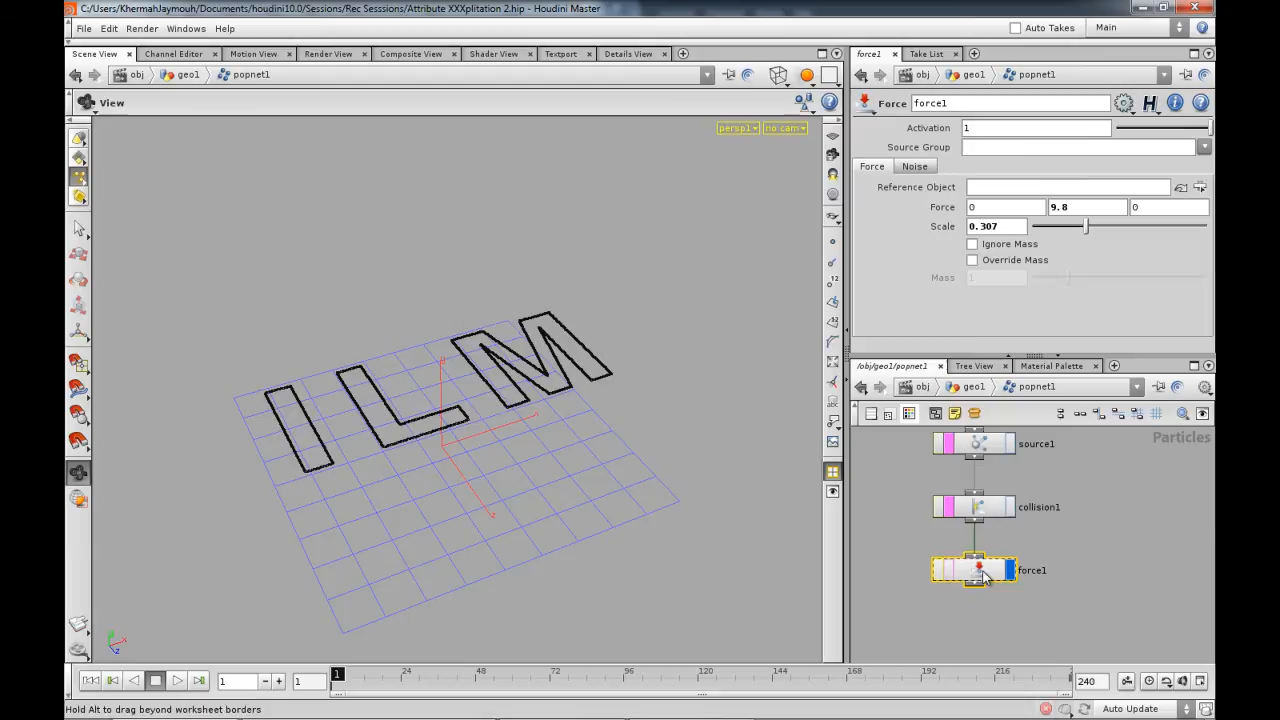 C:/Users/KhermahJaymouh/Documents/houdini10.0/Sessions/Rec Sesssions/Attribute XXXplitation 2.hip - Houdini Master
File Edit Render Windows Help
Auto Takes Main
Scene View Channel Editor Motion View Render View Composite View Shader View Textport Details View
force1 Take List
obj geo1 popnet1
obj geo1 popnet1
View
persp1 no cam
Force force1
Activation 1
Source Group
Force Noise
Reference Object
Force 0 9.8 0
Scale 0.307
Ignore Mass
Override Mass
Mass 1
ILM
/obj/geo1/popnet1 Tree View Material Palette
obj geo1 popnet1
Particles
source1
collision1
force1
1 24 48 72 96 120 144 168 192 216
1 1 240
Hold Alt to drag beyond worksheet borders
Auto Update